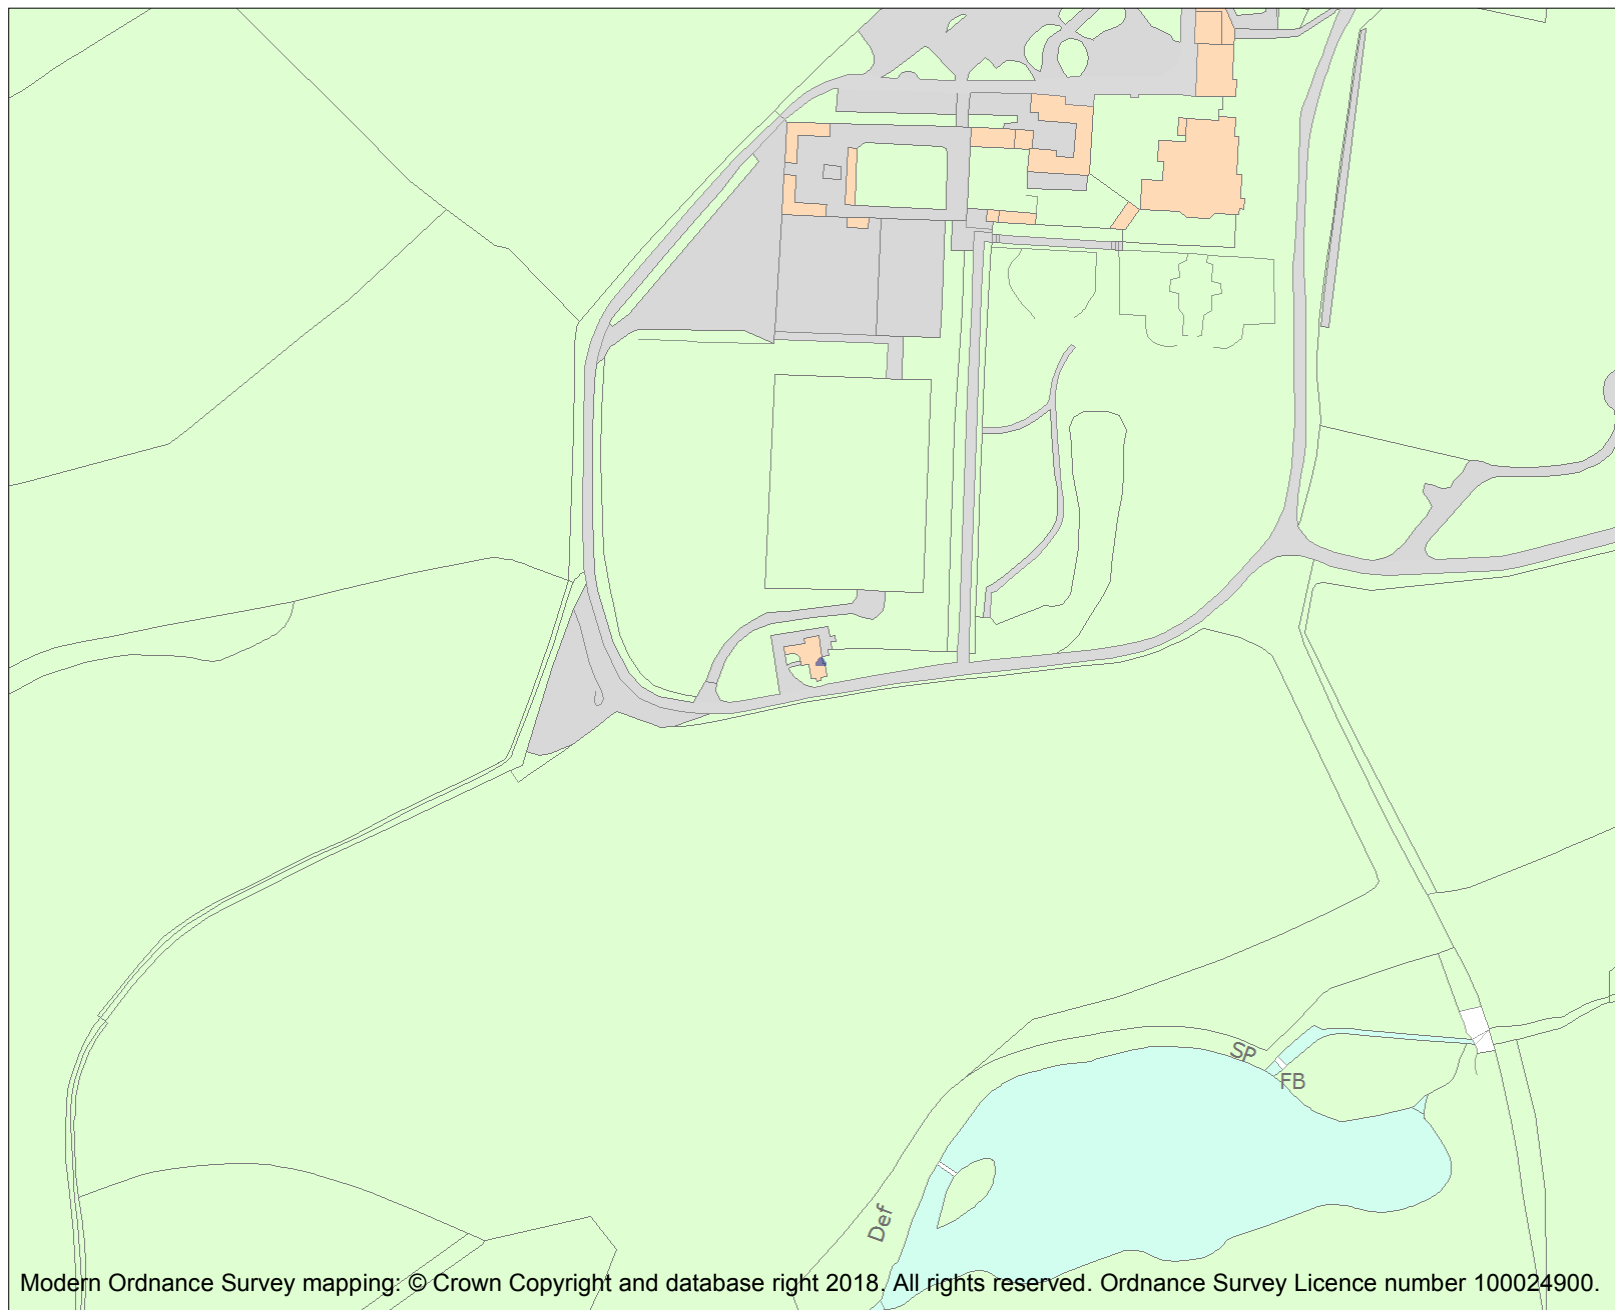 SP
FB
Def
Modern Ordnance Survey mapping: © Crown Copyright and database right 2018. All rights reserved. Ordnance Survey Licence number 100024900.